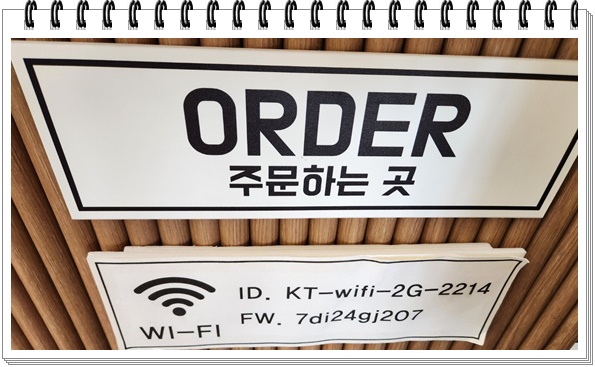 ORDER
주문하는 곳
WI-FI
ID. KT-wifi-2G-2214
FW. 7di24gj207